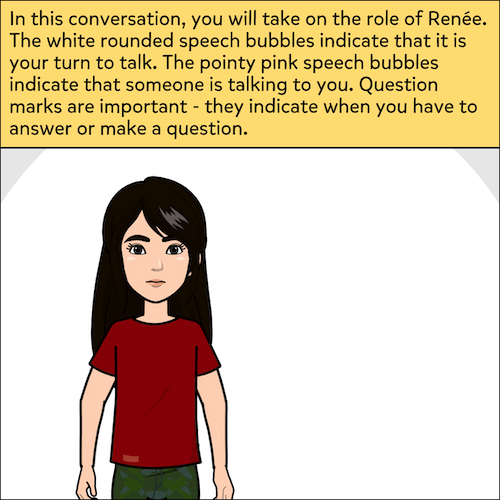 In this conversation, you will take on the role of Renée.
The white rounded speech bubbles indicate that it is
your turn to talk. The pointy pink speech bubbles
indicate that someone is talking to you. Question
marks are important - they indicate when you have to
answer or make a question.